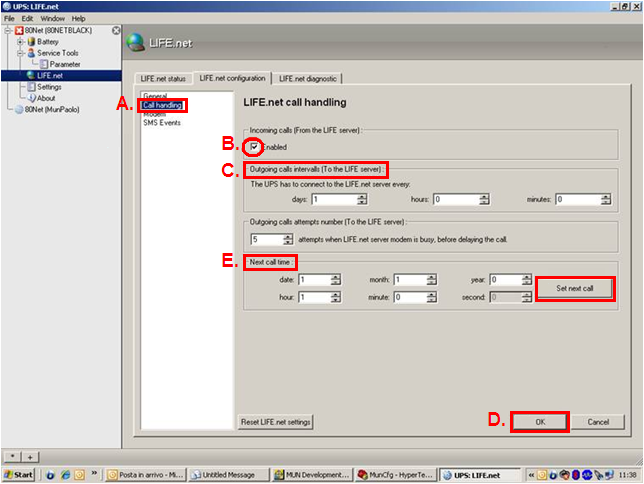 UPS: LIFE.net
File Edit Window Help
80Net (80NETBLACK)
Battery
Service Tools
Parameter
LIFE.net
Settings
About
80Net (MunPaolo)
LIFE.net
LIFE.net status LIFE.net configuration LIFE.net diagnostic
General
A. Call handling
Modem
SMS Events
LIFE.net call handling
Incoming calls (From the LIFE server) :
B. Enabled
C. Outgoing calls intervalls (To the LIFE server) :
The UPS has to connect to the LIFE.net server every:
days: 1 hours: 0 minutes: 0
Outgoing calls attempts number (To the LIFE server) :
5 attempts when LIFE.net server modem is busy, before delaying the call.
E. Next call time :
date: 1 month: 1 year: 0
hour: 1 minute: 0 second: 0
Set next call
Reset LIFE.net settings
D. OK Cancel
* +
Start » Posta in arrivo - Mi... Untitled Message MUN Developmen... MunCfg - HyperTe... UPS: LIFE.net « 11:38